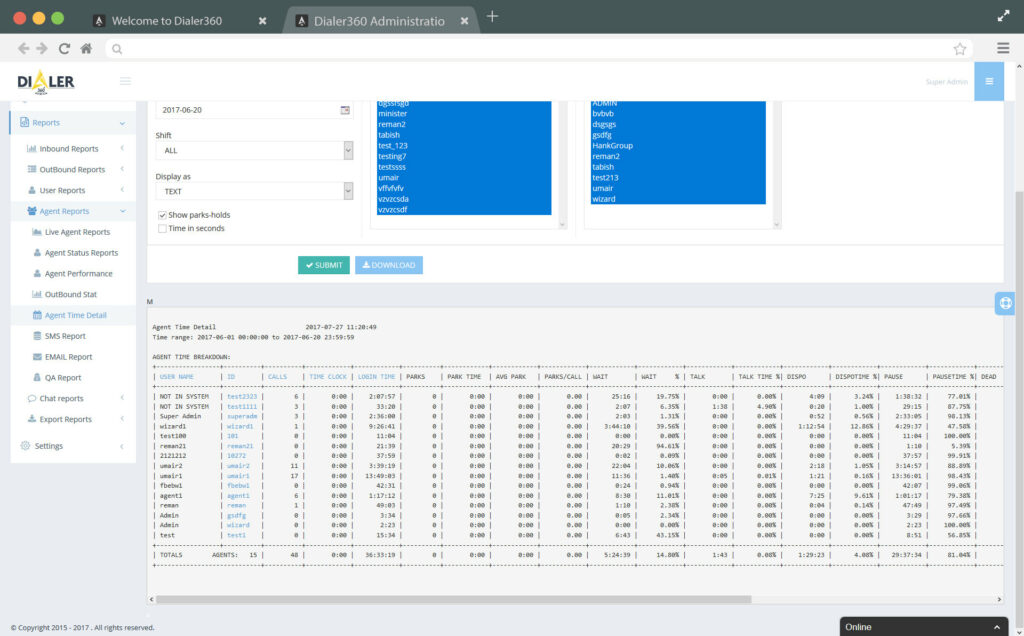 Welcome to Dialer360
Dialer360 Administratio
DIALER
360
Super Admin
Reports
Inbound Reports
OutBound Reports
User Reports
Agent Reports
Live Agent Reports
Agent Status Reports
Agent Performance
OutBound Stat
Agent Time Detail
SMS Report
EMAIL Report
QA Report
Chat reports
Export Reports
Settings
2017-06-20
Shift
ALL
Display as
TEXT
Show parks-holds
Time in seconds
minister
reman2
tabish
test_123
testing7
testssss
umair
vffvfvfv
vzvzcsda
vzvzcsdf
ADMIN
bvbvb
dsgsgs
gsdfg
HankGroup
reman2
tabish
test213
umair
wizard
SUBMIT
DOWNLOAD
M
Agent Time Detail 2017-07-27 11:20:49
Time range: 2017-06-01 00:00:00 to 2017-06-20 23:59:59
AGENT TIME BREAKDOWN:
| USER NAME | ID | CALLS | TIME CLOCK | LOGIN TIME | PARKS | PARK TIME | AVG PARK | PARKS/CALL | WAIT | WAIT % | TALK | TALK TIME %| DISPO | DISPOTIME %| PAUSE | PAUSETIME %| DEAD
| NOT IN SYSTEM | test2323 | 6 | 0:00 | 2:07:57 | 0 | 0:00 | 0:00 | 0.00 | 25:16 | 19.75% | 0:00 | 0.00% | 4:09 | 3.24% | 1:38:32 | 77.01% |
| NOT IN SYSTEM | test1111 | 3 | 0:00 | 33:20 | 0 | 0:00 | 0:00 | 0.00 | 2:07 | 6.35% | 1:38 | 4.90% | 0:20 | 1.00% | 29:15 | 87.75% |
| Super Admin | superadm | 3 | 0:00 | 2:36:00 | 0 | 0:00 | 0:00 | 0.00 | 2:03 | 1.31% | 0:00 | 0.00% | 0:52 | 0.56% | 2:33:05 | 98.13% |
| wizard1 | wizard1 | 1 | 0:00 | 9:26:41 | 0 | 0:00 | 0:00 | 0.00 | 3:44:10 | 39.56% | 0:00 | 0.00% | 1:12:54 | 12.86% | 4:29:37 | 47.58% |
| test100 | 101 | 0 | 0:00 | 11:04 | 0 | 0:00 | 0:00 | 0.00 | 0:00 | 0.00% | 0:00 | 0.00% | 0:00 | 0.00% | 11:04 | 100.00% |
| reman21 | reman21 | 0 | 0:00 | 21:39 | 0 | 0:00 | 0:00 | 0.00 | 20:29 | 94.61% | 0:00 | 0.00% | 0:00 | 0.00% | 1:10 | 5.39% |
| 2121212 | 10272 | 0 | 0:00 | 37:59 | 0 | 0:00 | 0:00 | 0.00 | 0:02 | 0.09% | 0:00 | 0.00% | 0:00 | 0.00% | 37:57 | 99.91% |
| umair2 | umair2 | 11 | 0:00 | 3:39:19 | 0 | 0:00 | 0:00 | 0.00 | 22:04 | 10.06% | 0:00 | 0.00% | 2:18 | 1.05% | 3:14:57 | 88.89% |
| umair1 | umair1 | 17 | 0:00 | 13:49:03 | 0 | 0:00 | 0:00 | 0.00 | 11:36 | 1.40% | 0:05 | 0.01% | 1:21 | 0.16% | 13:36:01 | 98.43% |
| fbebwi | fbebwi | 0 | 0:00 | 42:31 | 0 | 0:00 | 0:00 | 0.00 | 0:24 | 0.94% | 0:00 | 0.00% | 0:00 | 0.00% | 42:07 | 99.06% |
| agent1 | agent1 | 6 | 0:00 | 1:17:12 | 0 | 0:00 | 0:00 | 0.00 | 8:30 | 11.01% | 0:00 | 0.00% | 7:25 | 9.61% | 1:01:17 | 79.38% |
| reman | reman | 1 | 0:00 | 49:03 | 0 | 0:00 | 0:00 | 0.00 | 1:10 | 2.38% | 0:00 | 0.00% | 0:04 | 0.14% | 47:49 | 97.49% |
| Admin | gsdfg | 0 | 0:00 | 3:34 | 0 | 0:00 | 0:00 | 0.00 | 0:05 | 2.34% | 0:00 | 0.00% | 0:00 | 0.00% | 3:29 | 97.66% |
| Admin | wizard | 0 | 0:00 | 2:23 | 0 | 0:00 | 0:00 | 0.00 | 0:00 | 0.00% | 0:00 | 0.00% | 0:00 | 0.00% | 2:23 | 100.00% |
| test | test1 | 0 | 0:00 | 15:34 | 0 | 0:00 | 0:00 | 0.00 | 6:43 | 43.15% | 0:00 | 0.00% | 0:00 | 0.00% | 8:51 | 56.85% |
| TOTALS AGENTS: 15 | 48 | 0:00 | 36:33:19 | 0 | 0:00 | 0:00 | 0.00 | 5:24:39 | 14.80% | 1:43 | 0.08% | 1:29:23 | 4.08% | 29:37:34 | 81.04% |
© Copyright 2015 - 2017 . All rights reserved.
Online